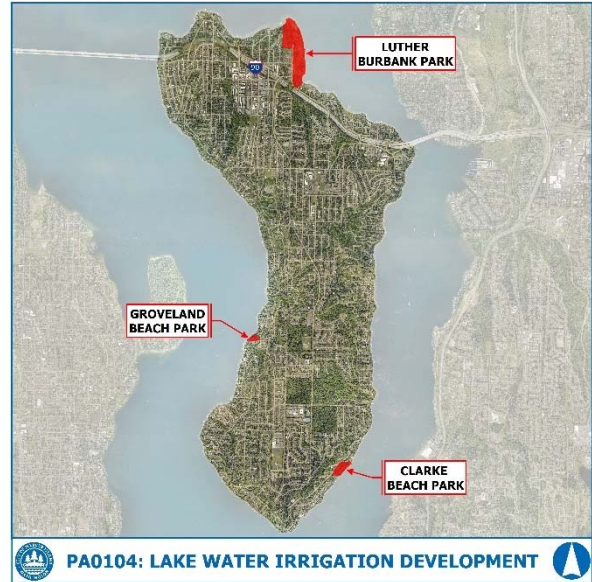 LUTHER
BURBANK PARK
90
GROVELAND
BEACH PARK
CLARKE
BEACH PARK
PA0104: LAKE WATER IRRIGATION DEVELOPMENT